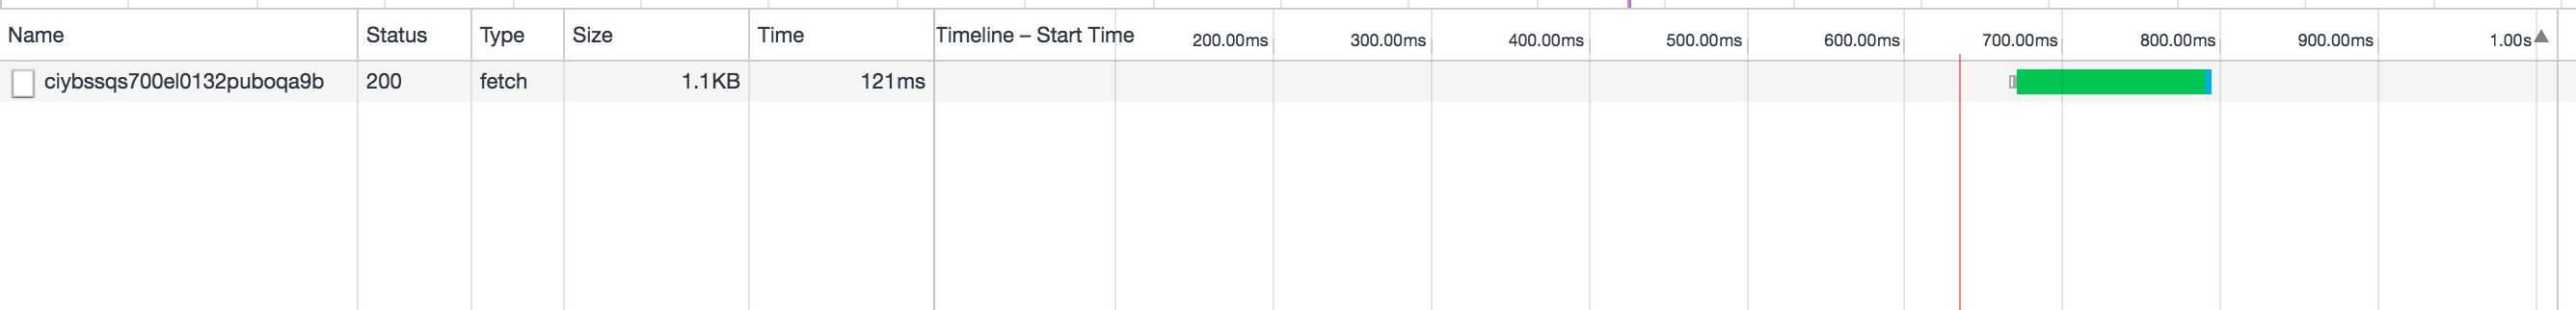 Name Status Type Size Time Timeline – Start Time 200.00ms 300.00ms 400.00ms 500.00ms 600.00ms 700.00ms 800.00ms 900.00ms 1.00s
ciybssqs700el0132puboqa9b 200 fetch 1.1KB 121ms